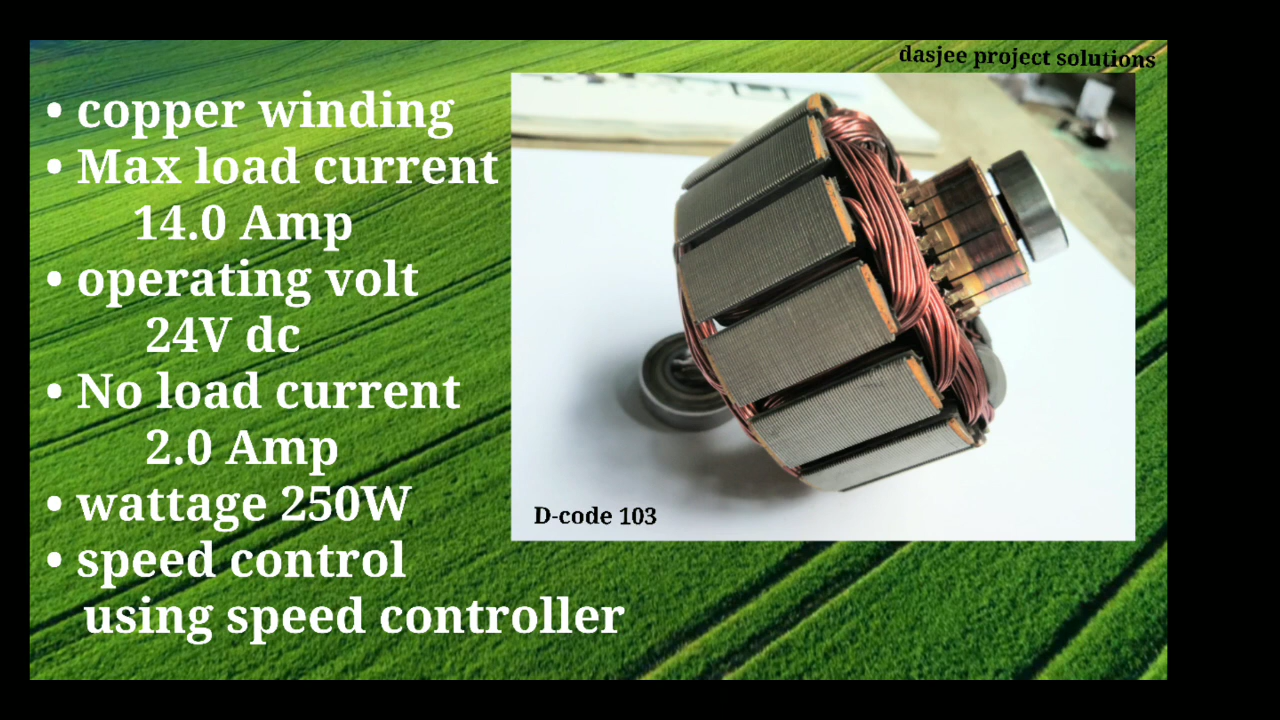 dasjee project solutions
• copper winding
• Max load current
14.0 Amp
• operating volt
24V dc
• No load current
2.0 Amp
• wattage 250W
• speed control
using speed controller
D-code 103